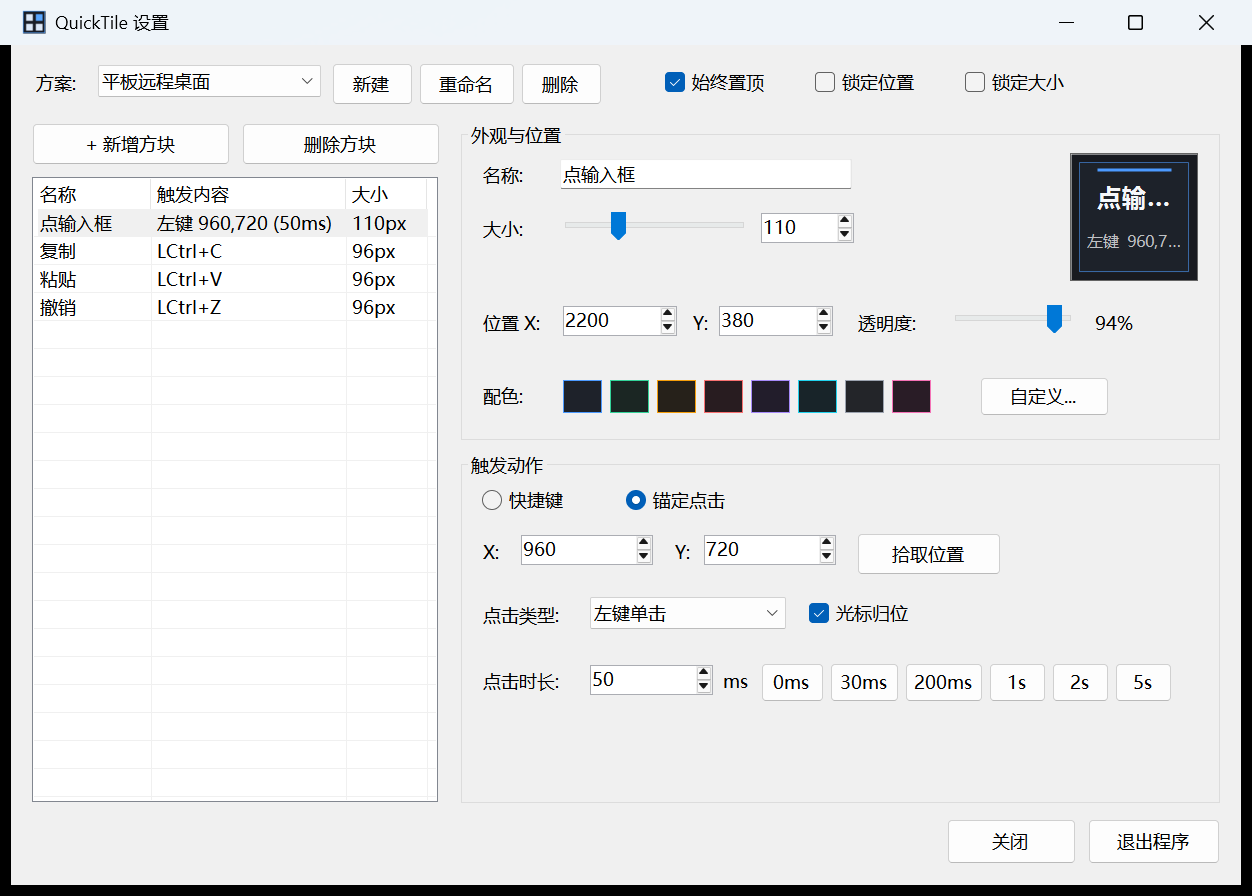 QuickTile 设置
方案: 平板远程桌面 新建 重命名 删除 始终置顶 锁定位置 锁定大小
+ 新增方块 删除方块
名称 触发内容 大小
点输入框 左键 960,720 (50ms) 110px
复制 LCtrl+C 96px
粘贴 LCtrl+V 96px
撤销 LCtrl+Z 96px
外观与位置
名称: 点输入框
大小: 110
点输...
左键 960,7...
位置 X: 2200 Y: 380 透明度: 94%
配色: 自定义...
触发动作
快捷键 锚定点击
X: 960 Y: 720 拾取位置
点击类型: 左键单击 光标归位
点击时长: 50 ms 0ms 30ms 200ms 1s 2s 5s
关闭 退出程序